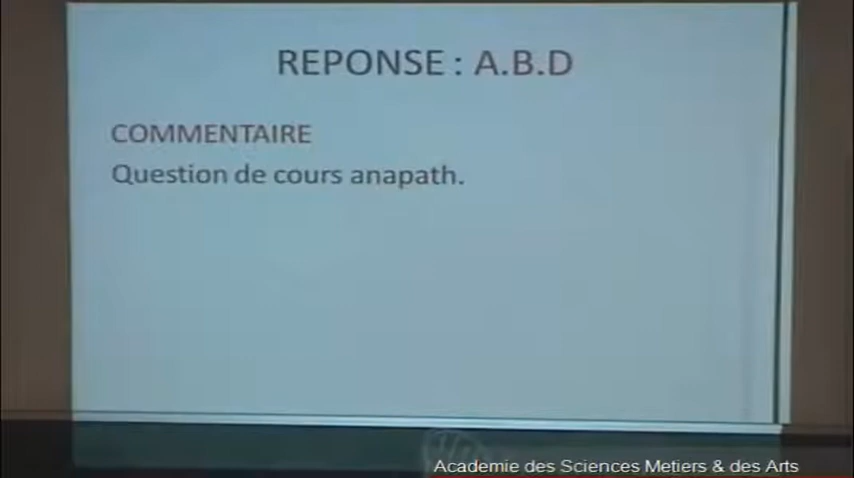 REPONSE : A.B.D
COMMENTAIRE
Question de cours anapath.
Academie des Sciences Metiers & des Arts